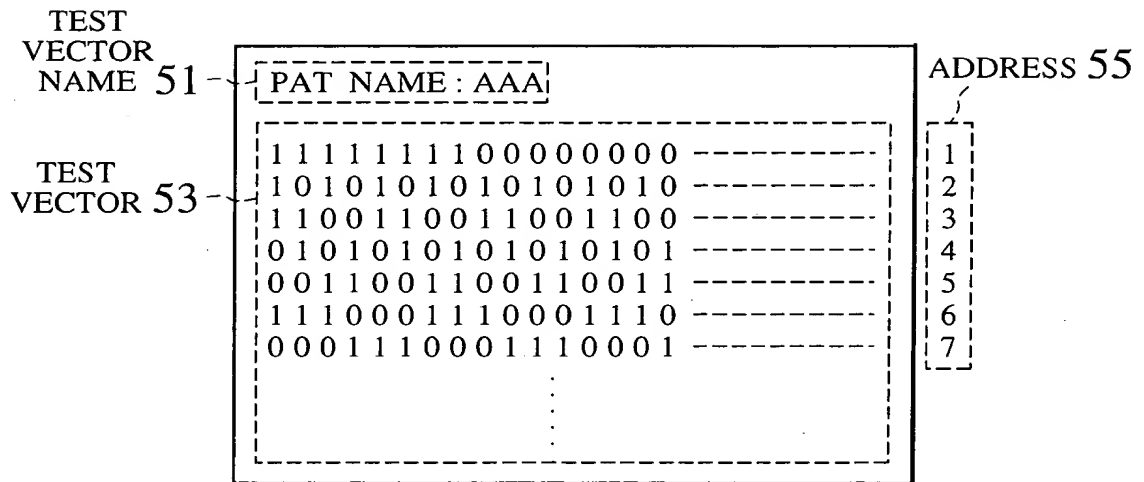 TEST
VECTOR
NAME 51
PAT NAME : AAA
ADDRESS 55
TEST
VECTOR 53
1 1 1 1 1 1 1 1 0 0 0 0 0 0 0 0 1
1 0 1 0 1 0 1 0 1 0 1 0 1 0 1 0 2
1 1 0 0 1 1 0 0 1 1 0 0 1 1 0 0 3
0 1 0 1 0 1 0 1 0 1 0 1 0 1 0 1 4
0 0 1 1 0 0 1 1 0 0 1 1 0 0 1 1 5
1 1 1 0 0 0 1 1 1 0 0 0 1 1 1 0 6
0 0 0 1 1 1 0 0 0 1 1 1 0 0 0 1 7